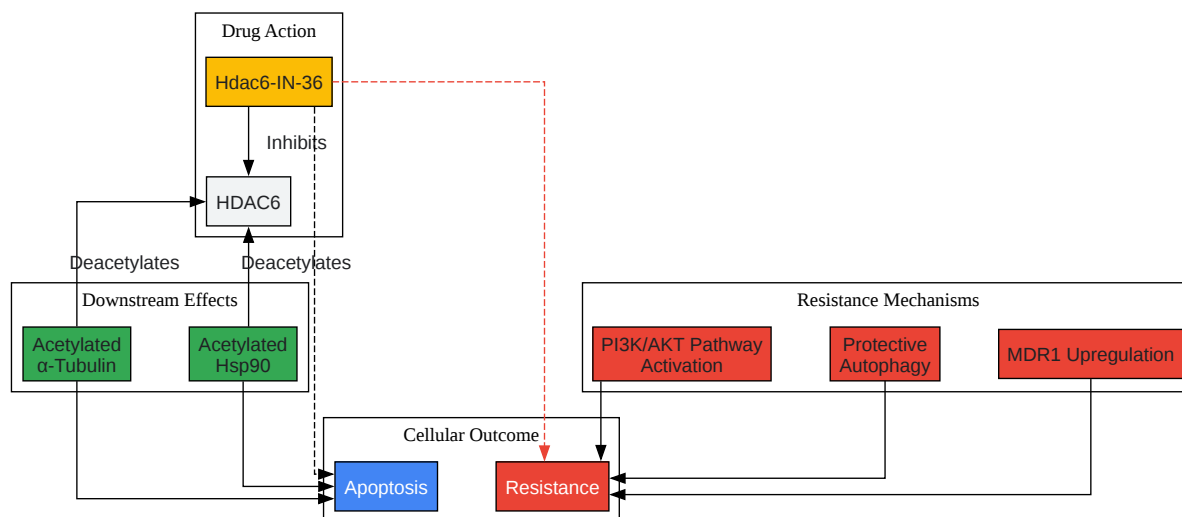 Drug Action
Hdac6-IN-36
Inhibits
HDAC6
Deacetylates
Deacetylates
Downstream Effects
Acetylated
α-Tubulin
Acetylated
Hsp90
Resistance Mechanisms
PI3K/AKT Pathway
Activation
Protective
Autophagy
MDR1 Upregulation
Cellular Outcome
Apoptosis
Resistance